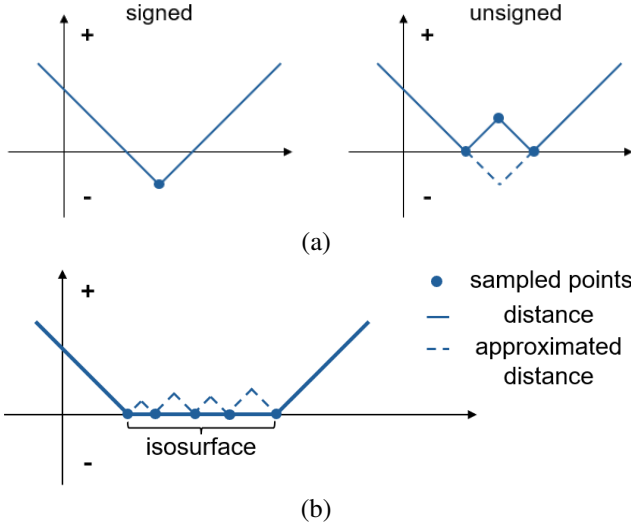 signed
unsigned
+
+
-
-
(a)
+
sampled points
distance
approximated
distance
isosurface
-
(b)